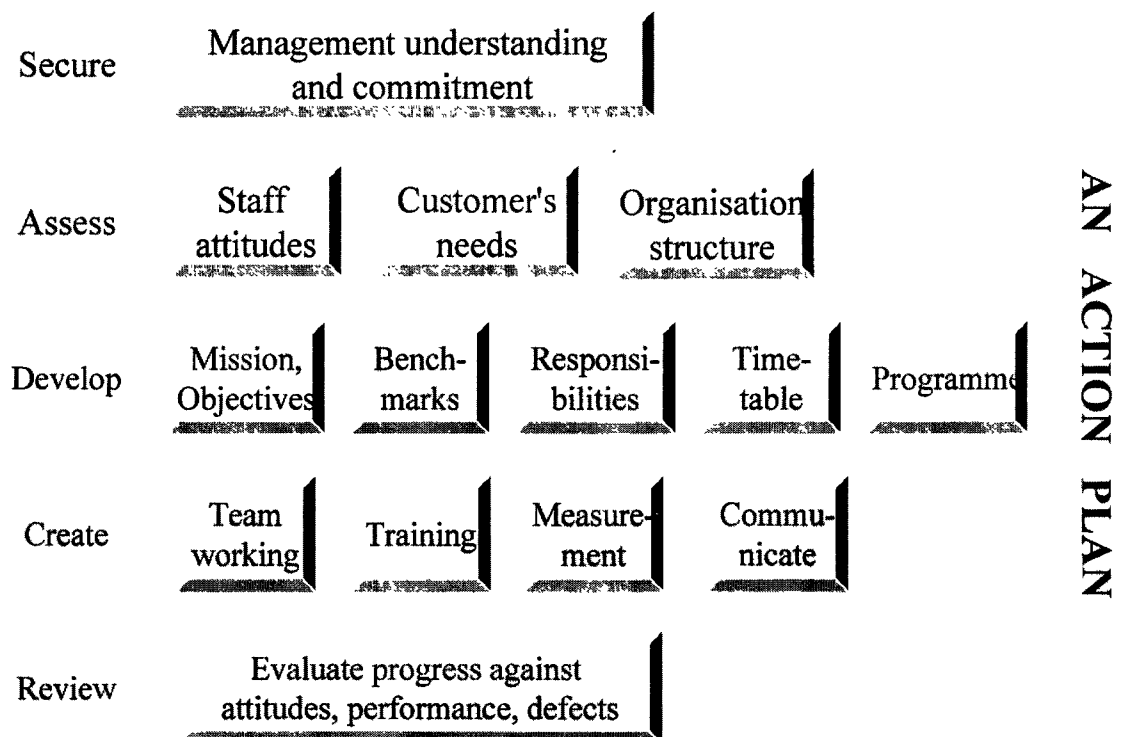 Secure
Management understanding
and commitment
Assess
Staff
attitudes
Customer's
needs
Organisation
structure
Develop
Mission,
Objectives
Bench-
marks
Responsi-
bilities
Time-
table
Programme
Create
Team
working
Training
Measure-
ment
Commu-
nicate
Review
Evaluate progress against
attitudes, performance, defects
AN ACTION PLAN